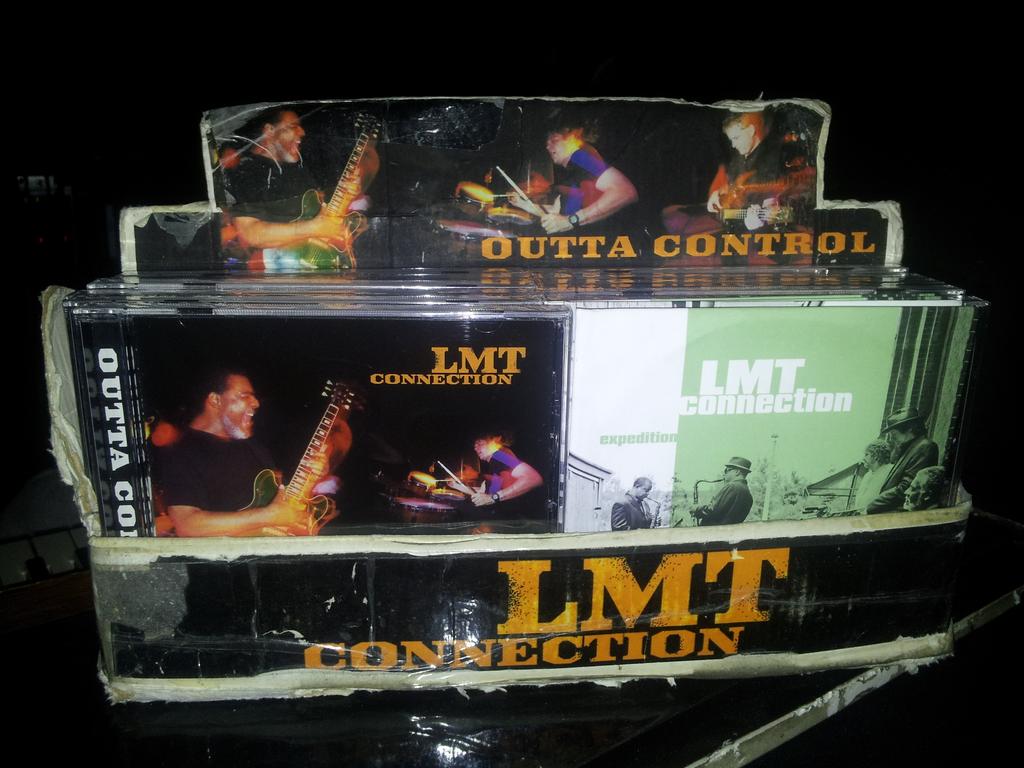 OUTTA CONTROL
OUTTA CO
LMT
CONNECTION
LMT
connection
expedition
LMT
CONNECTION